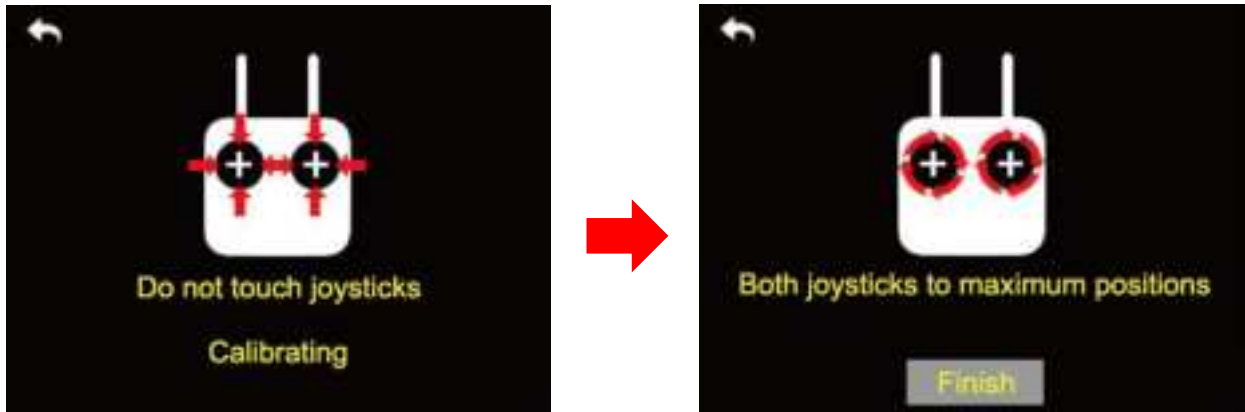 Do not touch joysticks
Calibrating
Both joysticks to maximum positions
Finish